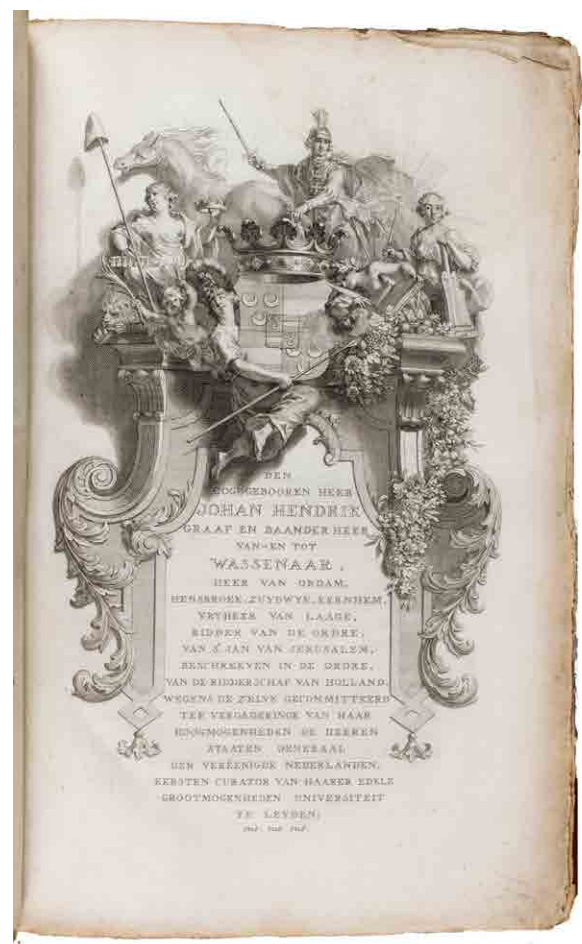 DEN
HOOGGEBOOREN HEER
JOHAN HENDRIK
GRAAF EN BAANDER HEER
VAN-EN TOT
WASSENAAR,
HEER VAN OBDAM,
HENSBROEK, ZUYDWYK, KERNHEM,
VRYHEER VAN LAAGE,
RIDDER VAN DE ORDRE,
VAN St. JAN VAN JERUSALEM,
BESCHREEVEN IN DE ORDRE,
VAN DE RIDDERSCHAP VAN HOLLAND,
WEGENS DE ZELVE GECOMMITTEERD
TER VERGADERINGE VAN HAAR
HOOGMOGENHEDEN DE HEEREN
STAATEN GENERAAL
DER VEREENIGDE NEDERLANDEN,
EERSTEN CURATOR VAN HAARER EDELE
GROOTMOGENHEDEN UNIVERSITEIT
TE LEYDEN;